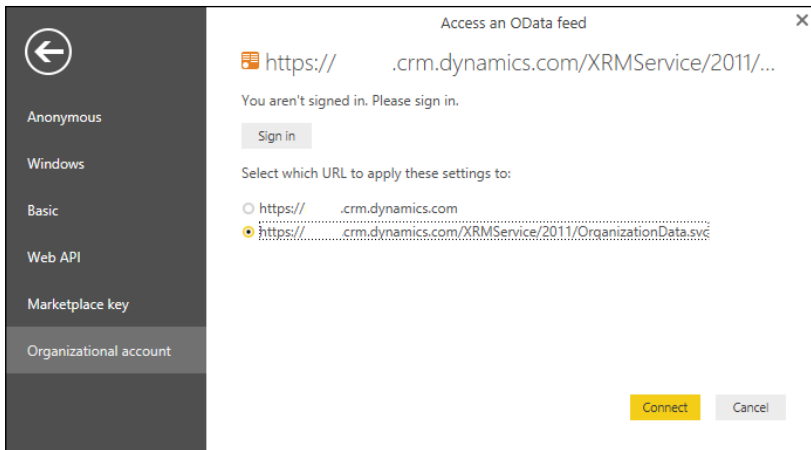 Access an OData feed
https:// .crm.dynamics.com/XRMService/2011/...
You aren't signed in. Please sign in.
Sign in
Select which URL to apply these settings to:
https:// .crm.dynamics.com
https:// .crm.dynamics.com/XRMService/2011/OrganizationData.svc
Anonymous
Windows
Basic
Web API
Marketplace key
Organizational account
Connect
Cancel